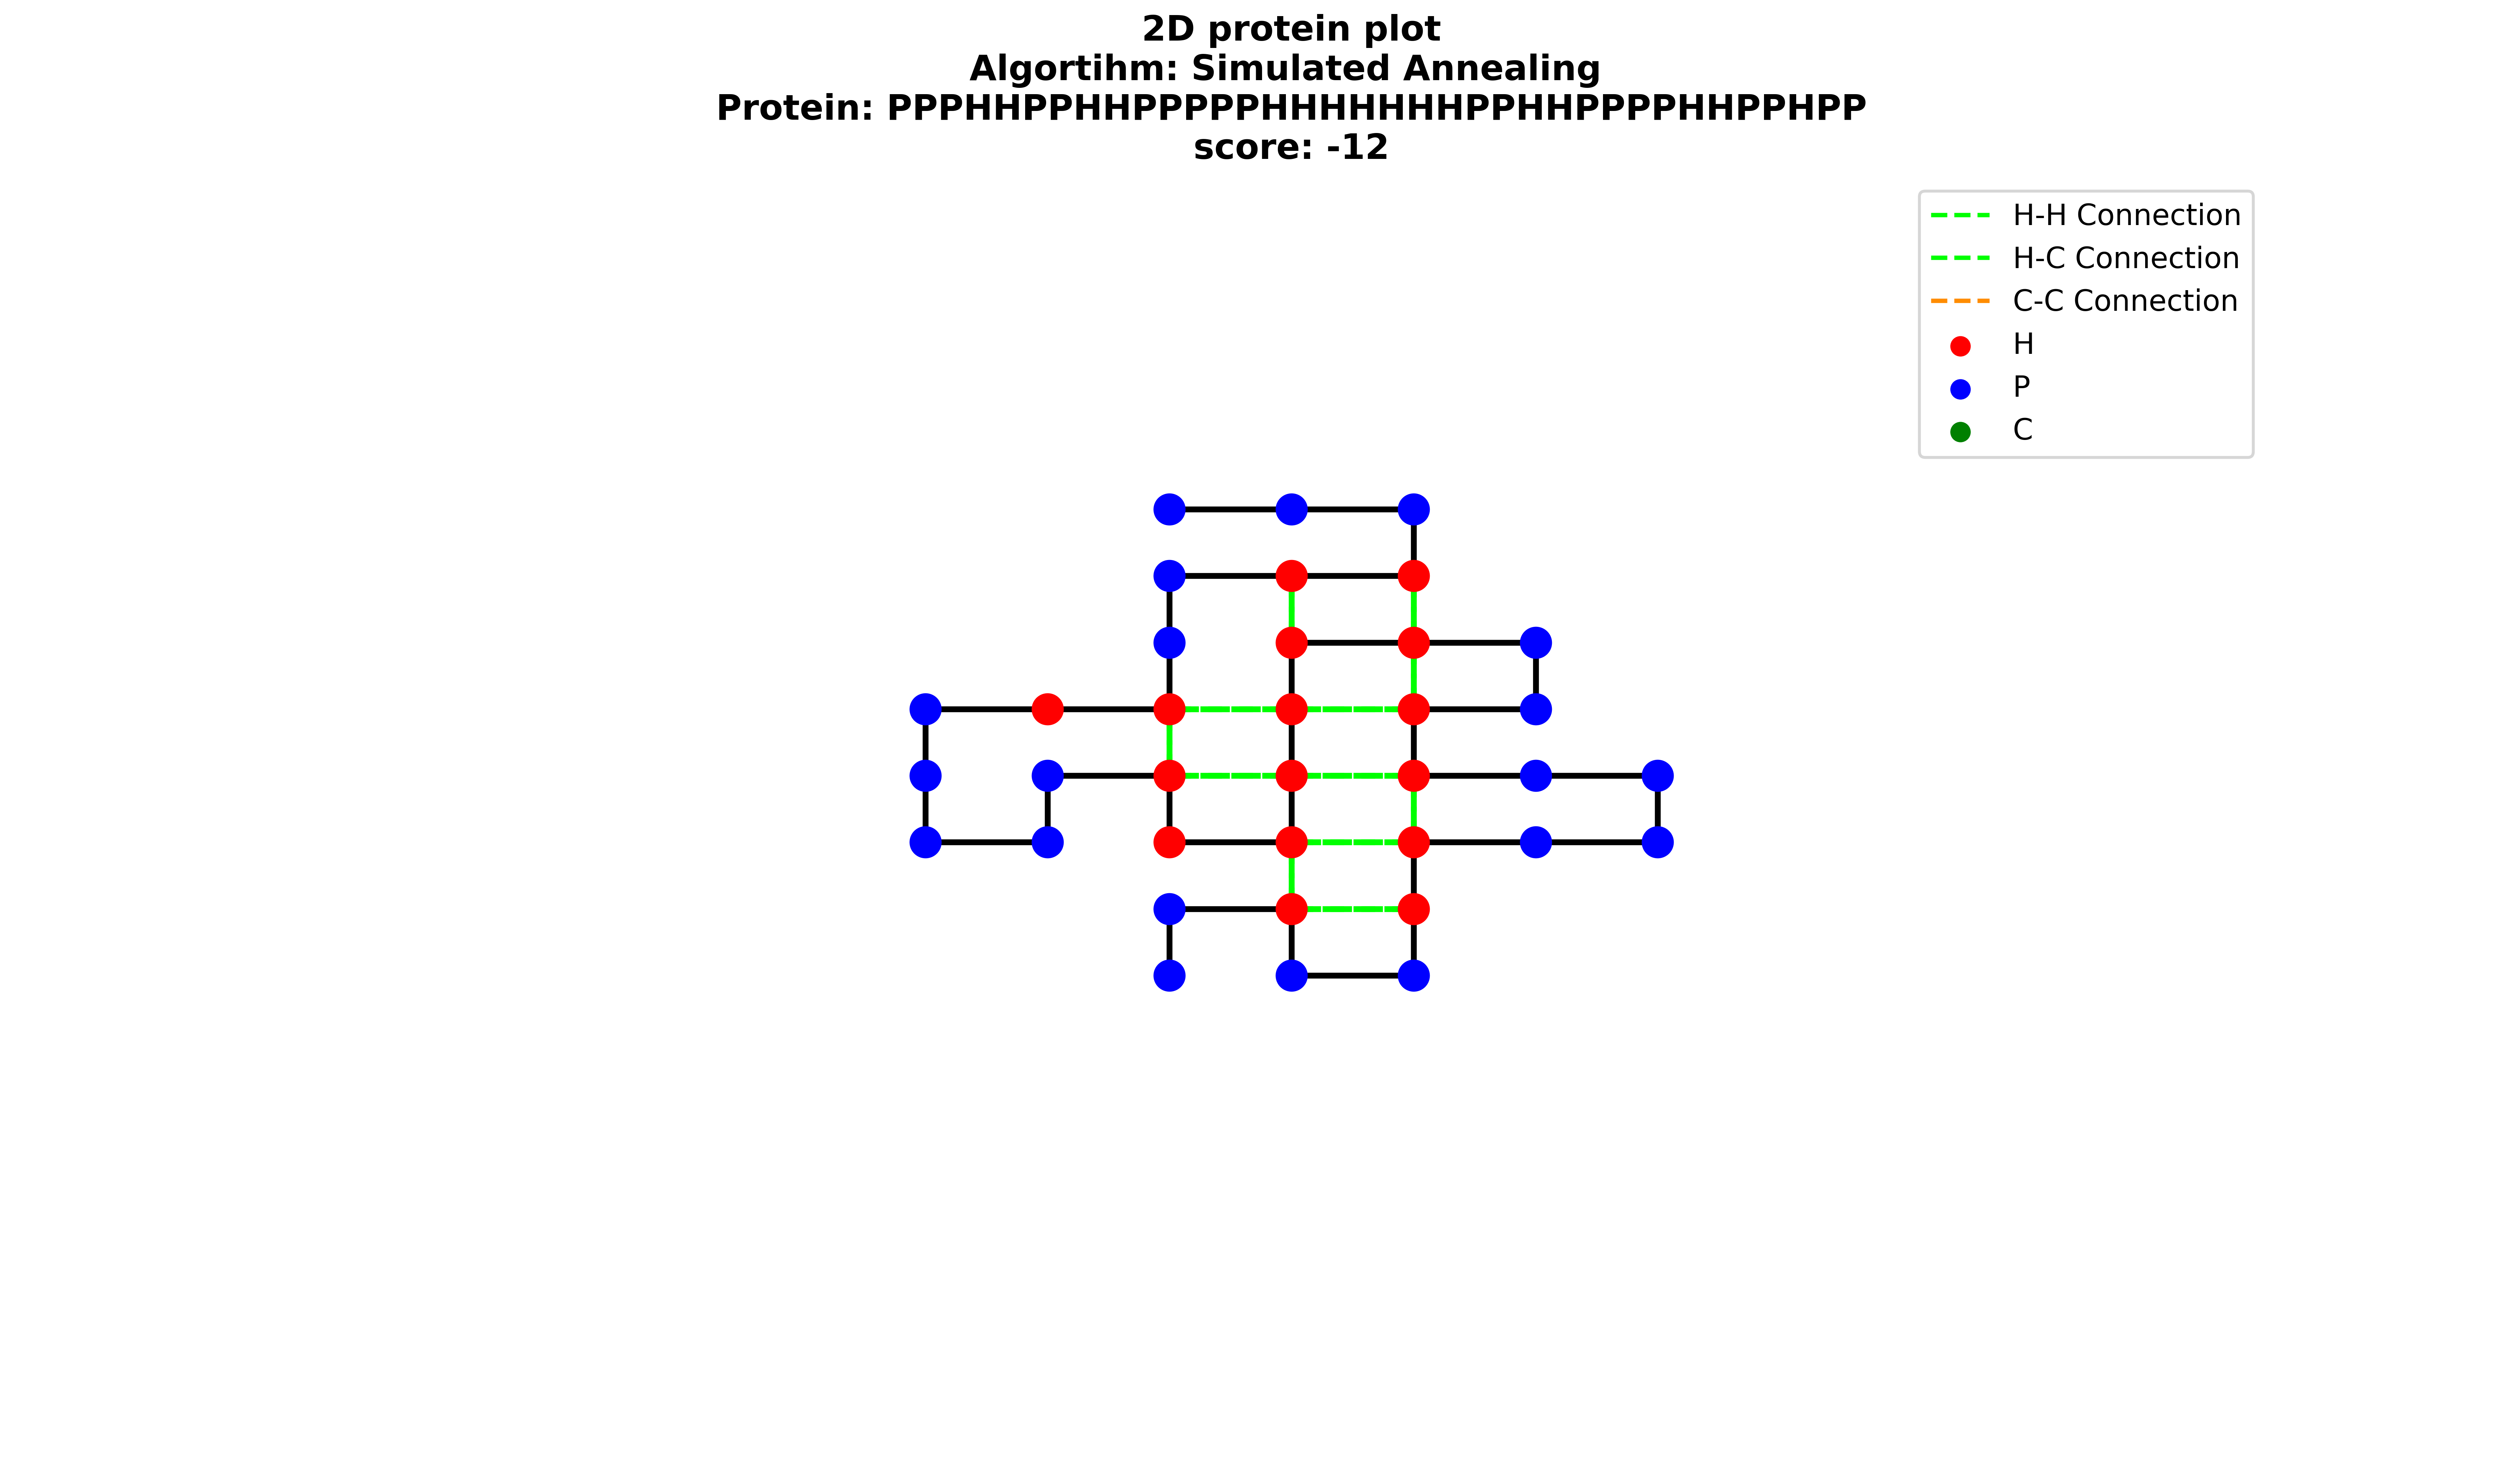 2D protein plot
Algortihm: Simulated Annealing
Protein: PPPHHPPHHPPPPPHHHHHHHPPHHPPPPHHPPHPP
score: -12
H-H Connection
H-C Connection
C-C Connection
H
P
C